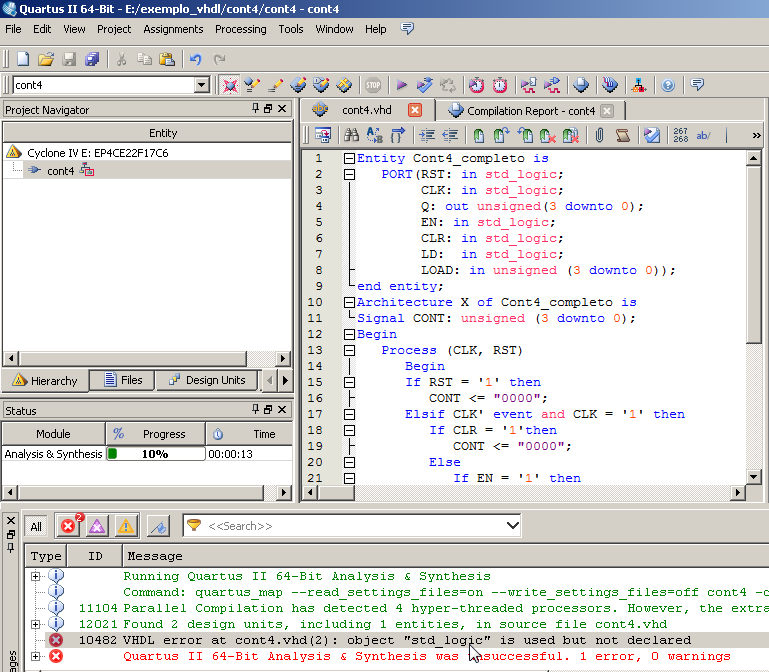 Quartus II 64-Bit - E:/exemplo_vhdl/cont4/cont4 - cont4
File Edit View Project Assignments Processing Tools Window Help
cont4
STOP
Project Navigator
Entity
Cyclone IV E: EP4CE22F17C6
cont4
Hierarchy Files Design Units
Status
Module % Progress Time
Analysis & Synthesis 10% 00:00:13
cont4.vhd Compilation Report - cont4
267 268 ab/ »
1 Entity Cont4_completo is
2 PORT(RST: in std_logic;
3 CLK: in std_logic;
4 Q: out unsigned(3 downto 0);
5 EN: in std_logic;
6 CLR: in std_logic;
7 LD: in std_logic;
8 LOAD: in unsigned (3 downto 0));
9 end entity;
10 Architecture X of Cont4_completo is
11 Signal CONT: unsigned (3 downto 0);
12 Begin
13 Process (CLK, RST)
14 Begin
15 If RST = '1' then
16 CONT <= "0000";
17 Elsif CLK' event and CLK = '1' then
18 If CLR = '1'then
19 CONT <= "0000";
20 Else
21 If EN = '1' then
All 2 <<Search>>
Type ID Message
Running Quartus II 64-Bit Analysis & Synthesis
Command: quartus_map --read_settings_files=on --write_settings_files=off cont4 -c
11104 Parallel Compilation has detected 4 hyper-threaded processors. However, the extra
12021 Found 2 design units, including 1 entities, in source file cont4.vhd
10482 VHDL error at cont4.vhd(2): object "std_logic" is used but not declared
Quartus II 64-Bit Analysis & Synthesis was unsuccessful. 1 error, 0 warnings